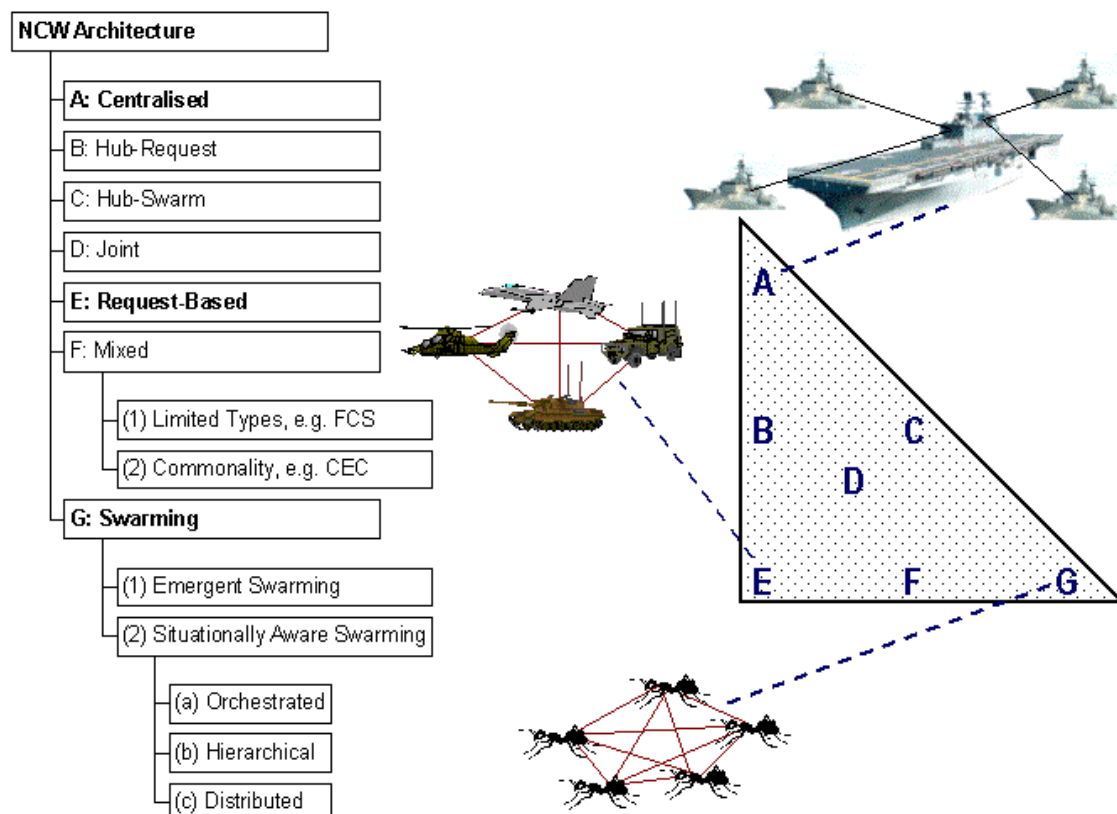 NCW Architecture
A: Centralised
B: Hub-Request
C: Hub-Swarm
D: Joint
E: Request-Based
F: Mixed
(1) Limited Types, e.g. FCS
(2) Commonality, e.g. CEC
G: Swarming
(1) Emergent Swarming
(2) Situationally Aware Swarming
(a) Orchestrated
(b) Hierarchical
(c) Distributed
A
B
C
D
E
F
G